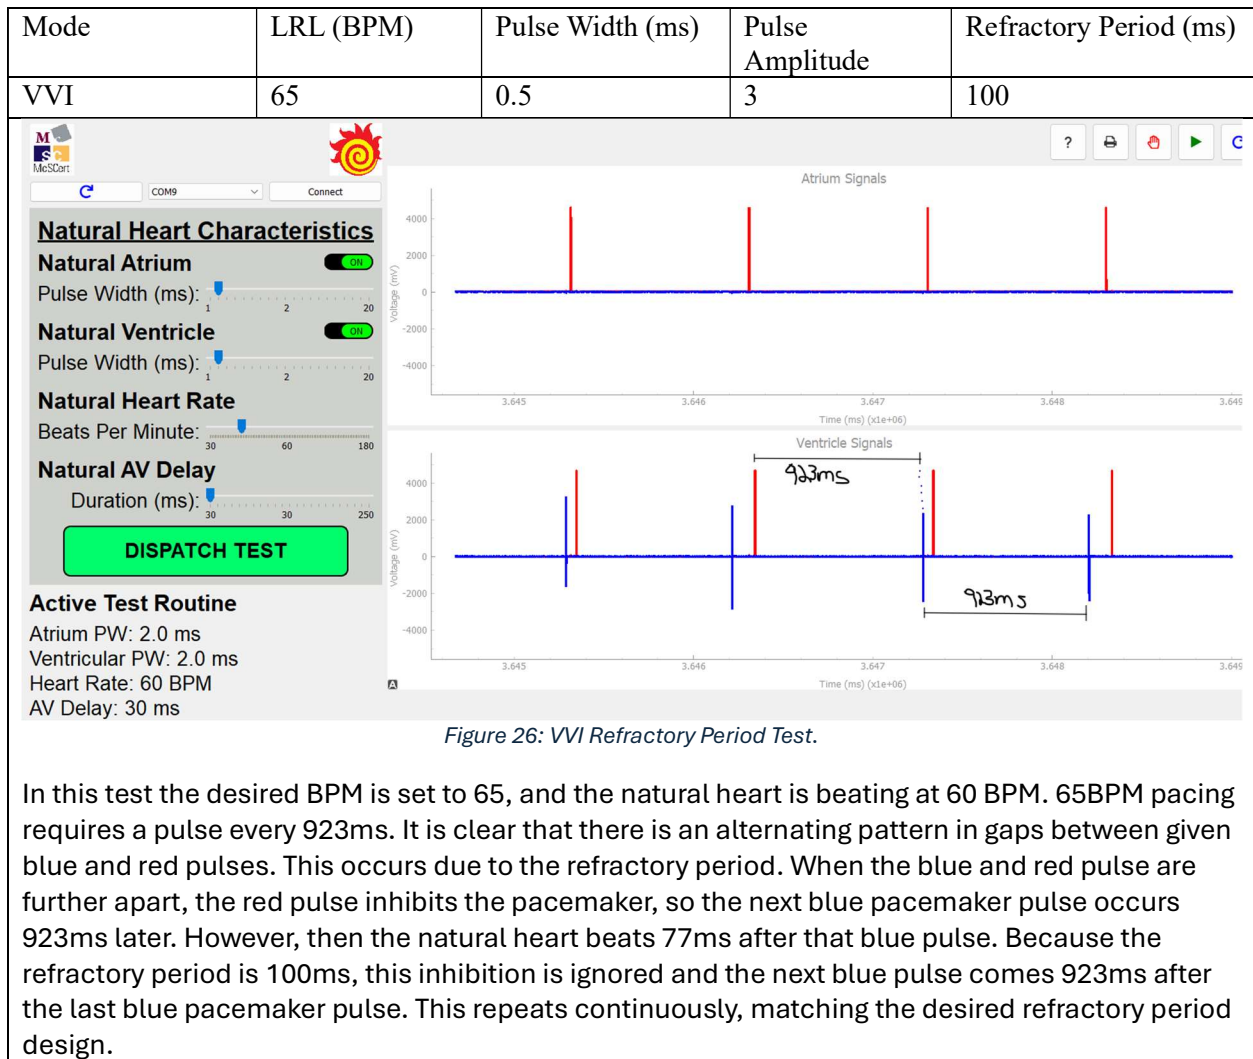 Mode LRL (BPM) Pulse Width (ms) Pulse Amplitude Refractory Period (ms)
VVI 65 0.5 3 100
M
SC
McSCert
COM9 Connect
Natural Heart Characteristics
Natural Atrium ON
Pulse Width (ms):
1 2 20
Natural Ventricle ON
Pulse Width (ms):
1 2 20
Natural Heart Rate
Beats Per Minute:
30 60 180
Natural AV Delay
Duration (ms):
30 30 250
DISPATCH TEST
Active Test Routine
Atrium PW: 2.0 ms
Ventricular PW: 2.0 ms
Heart Rate: 60 BPM
AV Delay: 30 ms
?
Atrium Signals
Voltage (mV)
4000
2000
0
-2000
-4000
3.645 3.646 3.647 3.648 3.649
Time (ms) (x1e+06)
Ventricle Signals
923ms
Voltage (mV)
4000
2000
0
-2000
-4000
923ms
3.645 3.646 3.647 3.648 3.649
Time (ms) (x1e+06)
A
Figure 26: VVI Refractory Period Test.
In this test the desired BPM is set to 65, and the natural heart is beating at 60 BPM. 65BPM pacing
requires a pulse every 923ms. It is clear that there is an alternating pattern in gaps between given
blue and red pulses. This occurs due to the refractory period. When the blue and red pulse are
further apart, the red pulse inhibits the pacemaker, so the next blue pacemaker pulse occurs
923ms later. However, then the natural heart beats 77ms after that blue pulse. Because the
refractory period is 100ms, this inhibition is ignored and the next blue pulse comes 923ms after
the last blue pacemaker pulse. This repeats continuously, matching the desired refractory period
design.